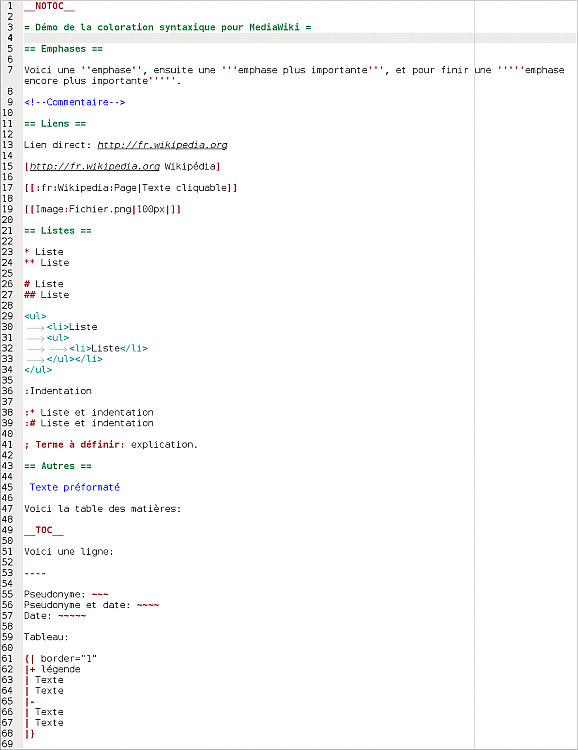 1 __NOTOC__
2
3 = Démo de la coloration syntaxique pour MediaWiki =
4
5 == Emphases ==
6
7 Voici une ''emphase'', ensuite une '''emphase plus importante''', et pour finir une '''''emphase
encore plus inportante'''''.
8
9 <!--Commentaire-->
10
11 == Liens ==
12
13 Liem direct: http://fr.wikipedia.org
14
15 [http://fr.wikipedia.org Wikipédia]
16
17 [[:fr:Wikipedia:Page|Texte cliquable]]
18
19 [[Image:Fichier.png|100px|]]
20
21 == Listes ==
22
23 * Liste
24 ** Liste
25
26 # Liste
27 ## Liste
28
29 <ul>
30 <li>Liste
31 <ul>
32 <li>Liste</li>
33 </ul></li>
34 </ul>
35
36 :Indentation
37
38 :* Liste et indentation
39 :# Liste et indentation
40
41 ; Terme à définir: explication.
42
43 == Autres ==
44
45  Texte préformaté
46
47 Voici la table des matières:
48
49 __TOC__
50
51 Voici une ligne:
52
53 ----
54
55 Pseudonyme: ~~~
56 Pseudonyme et date: ~~~~
57 Date: ~~~~~
58
59 Tableau:
60
61 {| border="1"
62 |+ légende
63 | Texte
64 | Texte
65 |-
66 | Texte
67 | Texte
68 |}
69